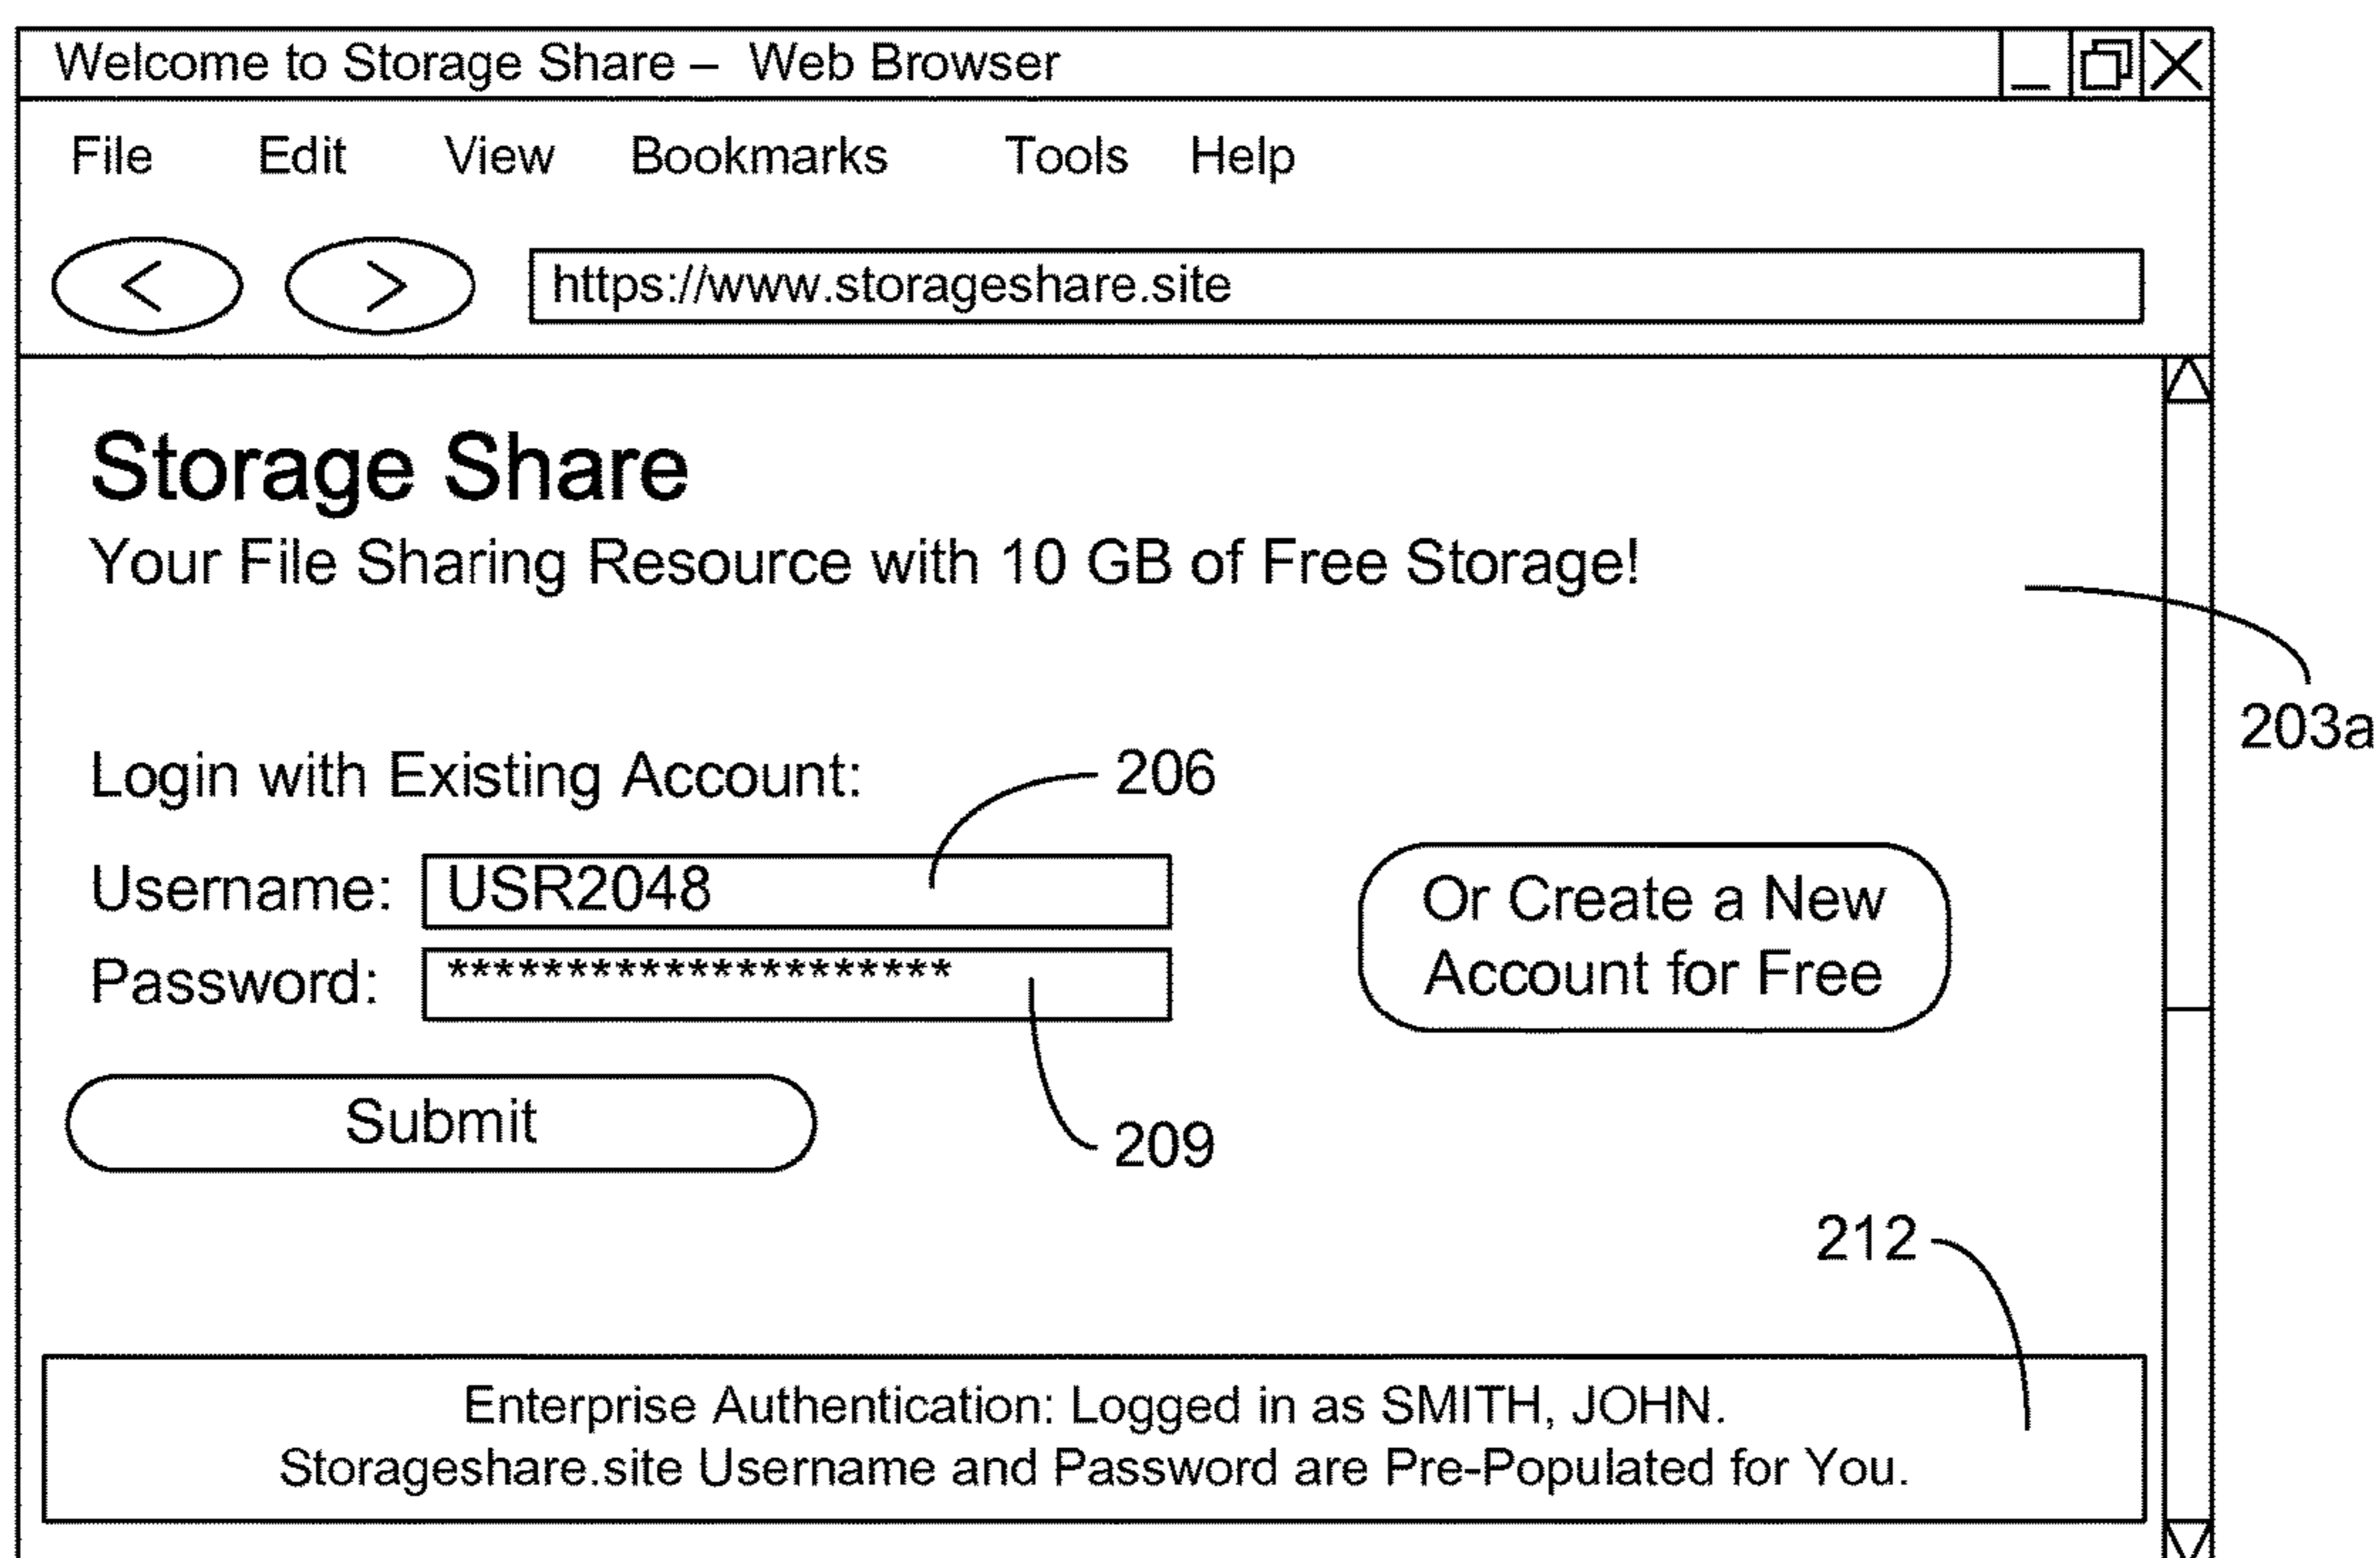 Welcome to Storage Share – Web Browser
File Edit View Bookmarks Tools Help
< >
https://www.storageshare.site
Storage Share
Your File Sharing Resource with 10 GB of Free Storage!
203a
Login with Existing Account:
206
Username: USR2048
Password: *********************
Or Create a New
Account for Free
Submit
209
212
Enterprise Authentication: Logged in as SMITH, JOHN.
Storageshare.site Username and Password are Pre-Populated for You.